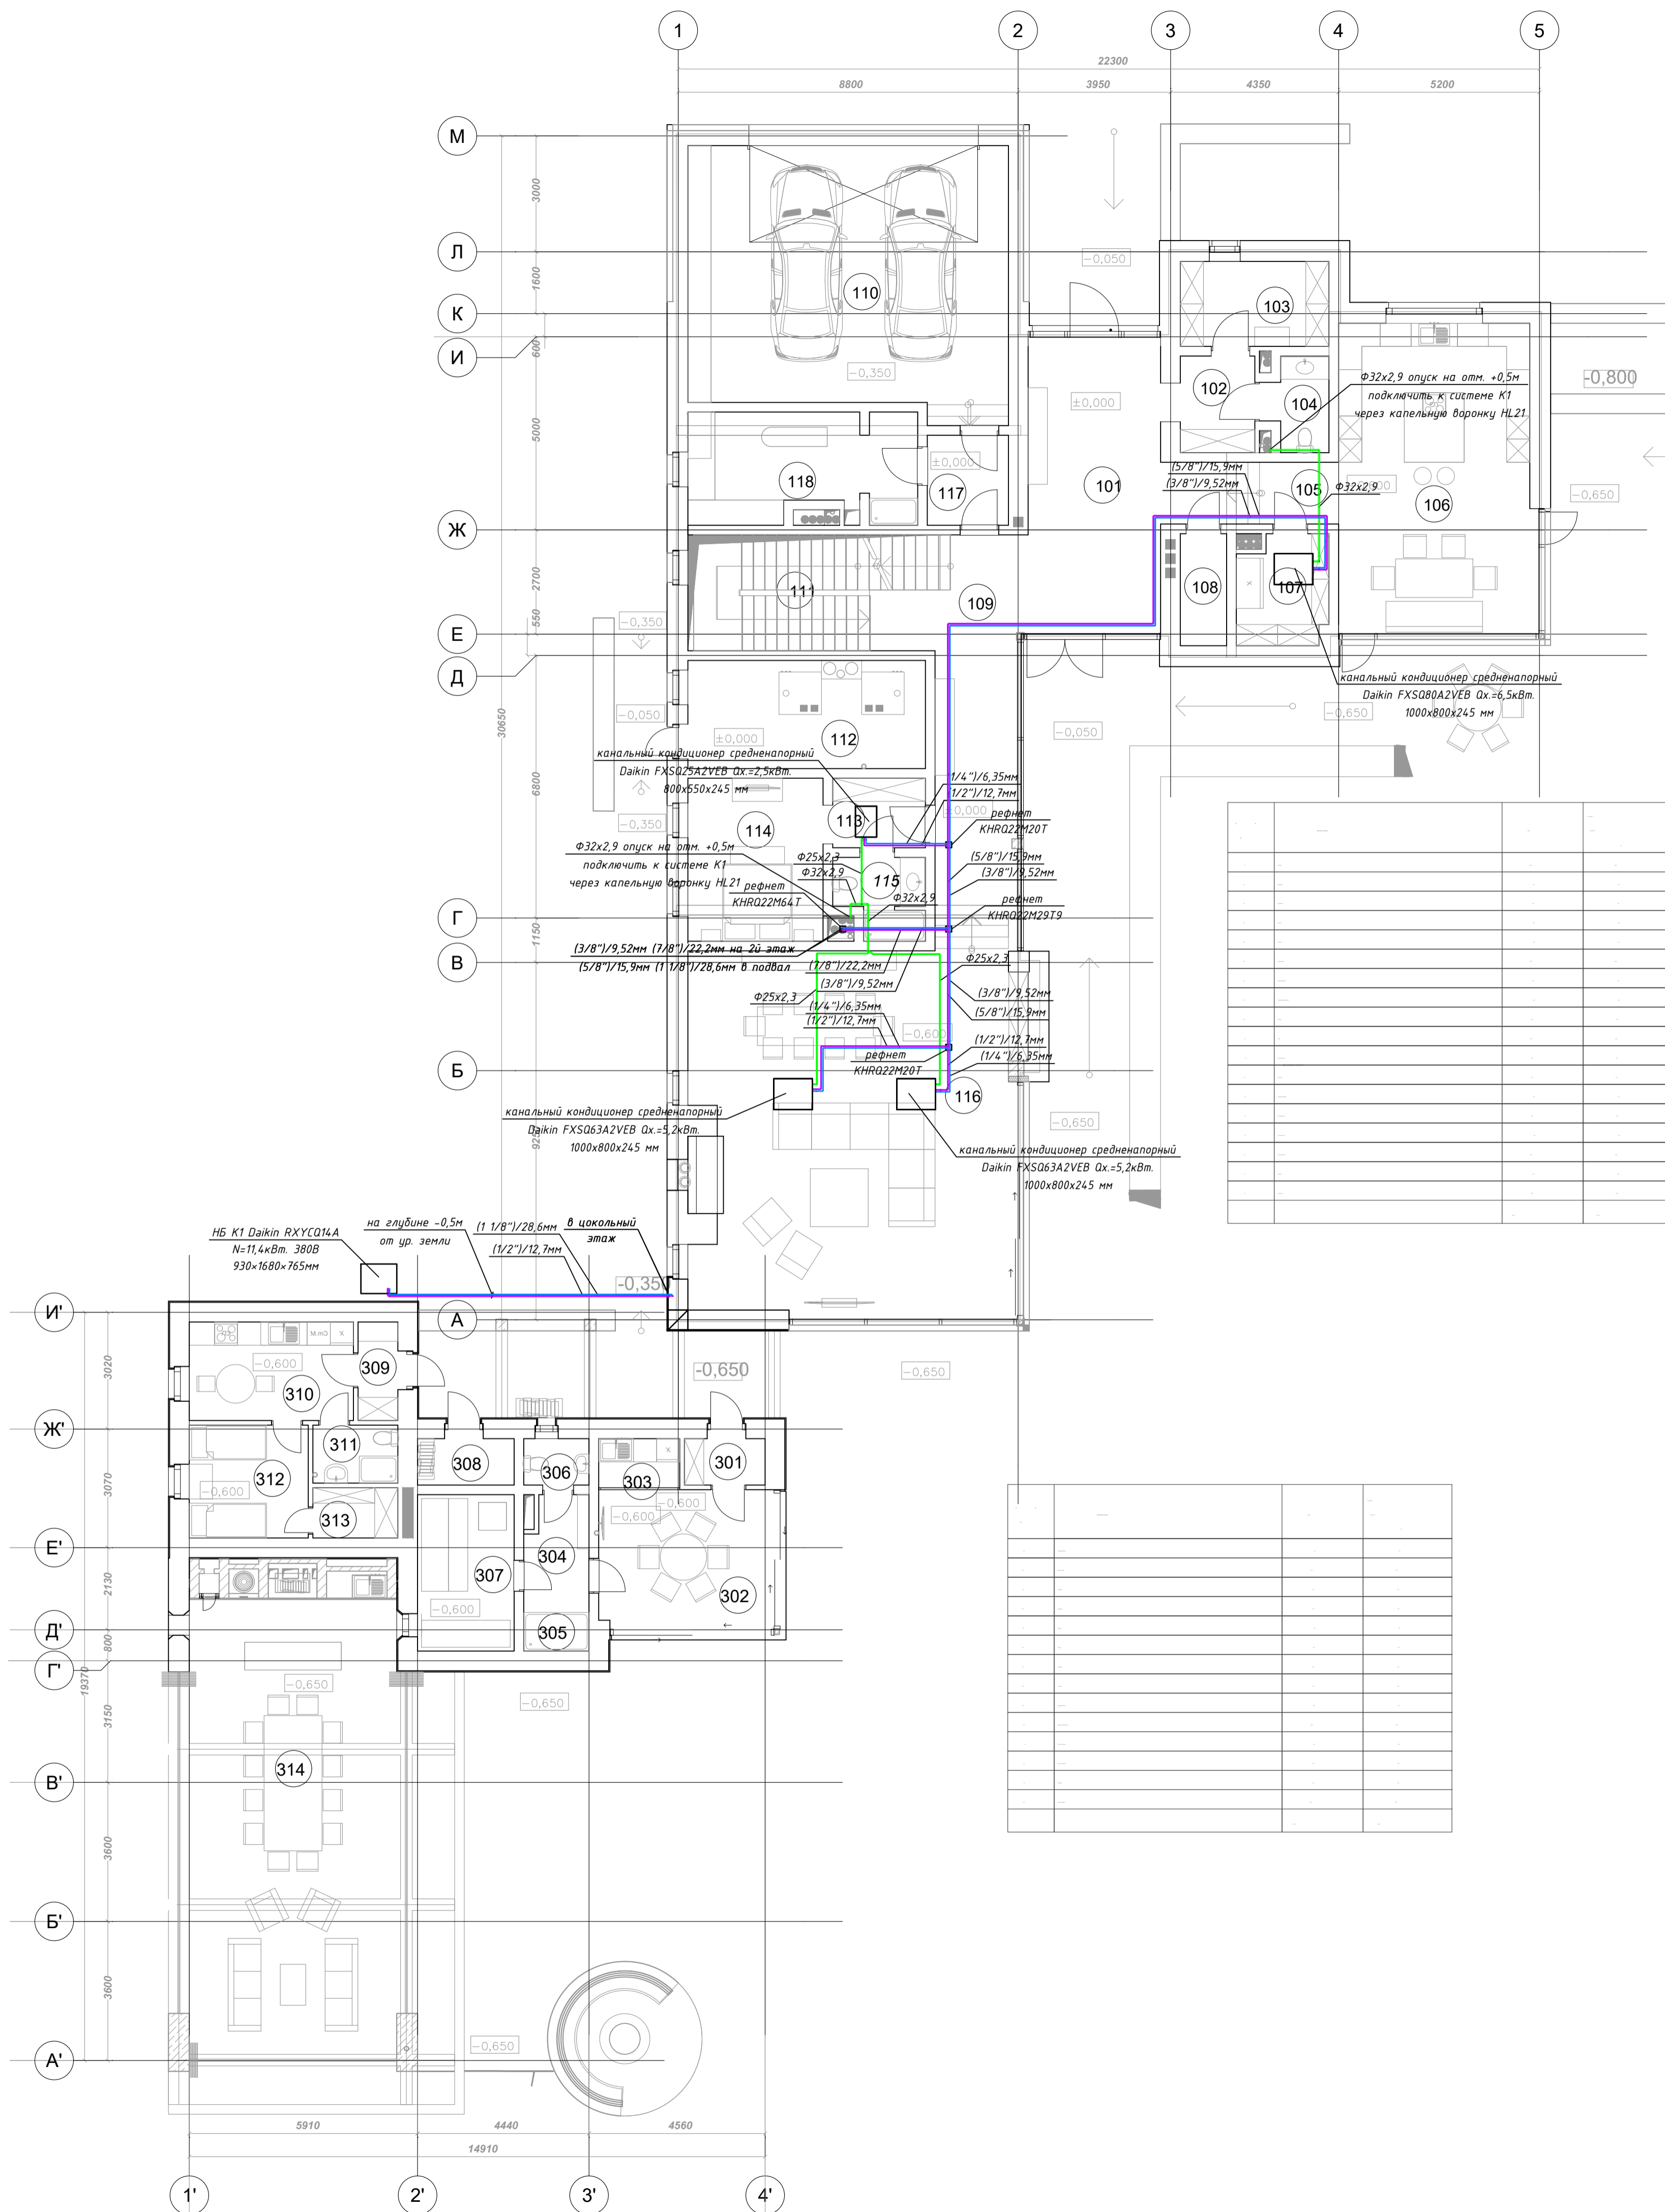 1
2
3
4
5
22300
8800
3950
4350
5200
М
Л
К
И
Ж
Е
Д
Г
В
Б
А
3000
1600
600
5000
2700
550
30650
6800
1150
-0,050
110
103
-0,350
102
104
±0,000
Ф32х2,9 опуск на отм. +0,5м
подключить к системе К1
через капельную воронку HL21
-0,800
118
117
±0,000
101
(5/8")/15,9мм
(3/8")/9,52мм
105
Ф32х2,9
106
-0,650
111
109
108
107
-0,350
канальный кондиционер средненапорный
Daikin FXSQ80A2VEB Qх.=6,5кВт.
1000х800х245 мм
-0,650
-0,050
±0,000
112
-0,050
канальный кондиционер средненапорный
Daikin FXSQ25A2VEB Qх.=2,5кВт.
800х550х245 мм
1/4")/6,35мм
1/2")/12,7мм
±0,000
рефнет
KHRQ22M20T
-0,350
114
113
Ф32х2,9 опуск на отм. +0,5м
подключить к системе К1
через капельную воронку HL21
рефнет
KHRQ22M64T
Ф25х2,3
Ф32х2,9
115
Ф32х2,9
(5/8")/15,9мм
(3/8")/9,52мм
рефнет
KHRQ22M29T9
(3/8")/9,52мм (7/8")/22,2мм на 2й этаж
(5/8")/15,9мм (1 1/8")/28,6мм в подвал
(7/8")/22,2мм
(3/8")/9,52мм
Ф25х2,3
Ф25х2,3
(3/8")/9,52мм
(5/8")/15,9мм
(1/4")/6,35мм
(1/2")/12,7мм
-0,600
(1/2")/12,7мм
(1/4")/6,35мм
рефнет
KHRQ22M20T
116
-0,650
канальный кондиционер средненапорный
Daikin FXSQ63A2VEB Qх.=5,2кВт.
1000х800х245 мм
канальный кондиционер средненапорный
Daikin FXSQ63A2VEB Qх.=5,2кВт.
1000х800х245 мм
НБ К1 Daikin RXYCQ14A
N=11,4кВт. 380В
930×1680×765мм
на глубине -0,5м
от ур. земли
(1 1/8")/28,6мм
(1/2")/12,7мм
в цокольный
этаж
-0,35
-0,650
-0,650
И'
Ж'
Е'
Д'
Г'
В'
Б'
А'
3020
3070
2130
800
19370
3150
3600
3600
Х
Ст.М
-0,600
309
310
311
312
-0,600
313
308
306
303
301
-0,600
-0,600
304
307
302
-0,600
305
-0,650
-0,650
314
-0,650
5910
4440
4560
14910
1'
2'
3'
4'